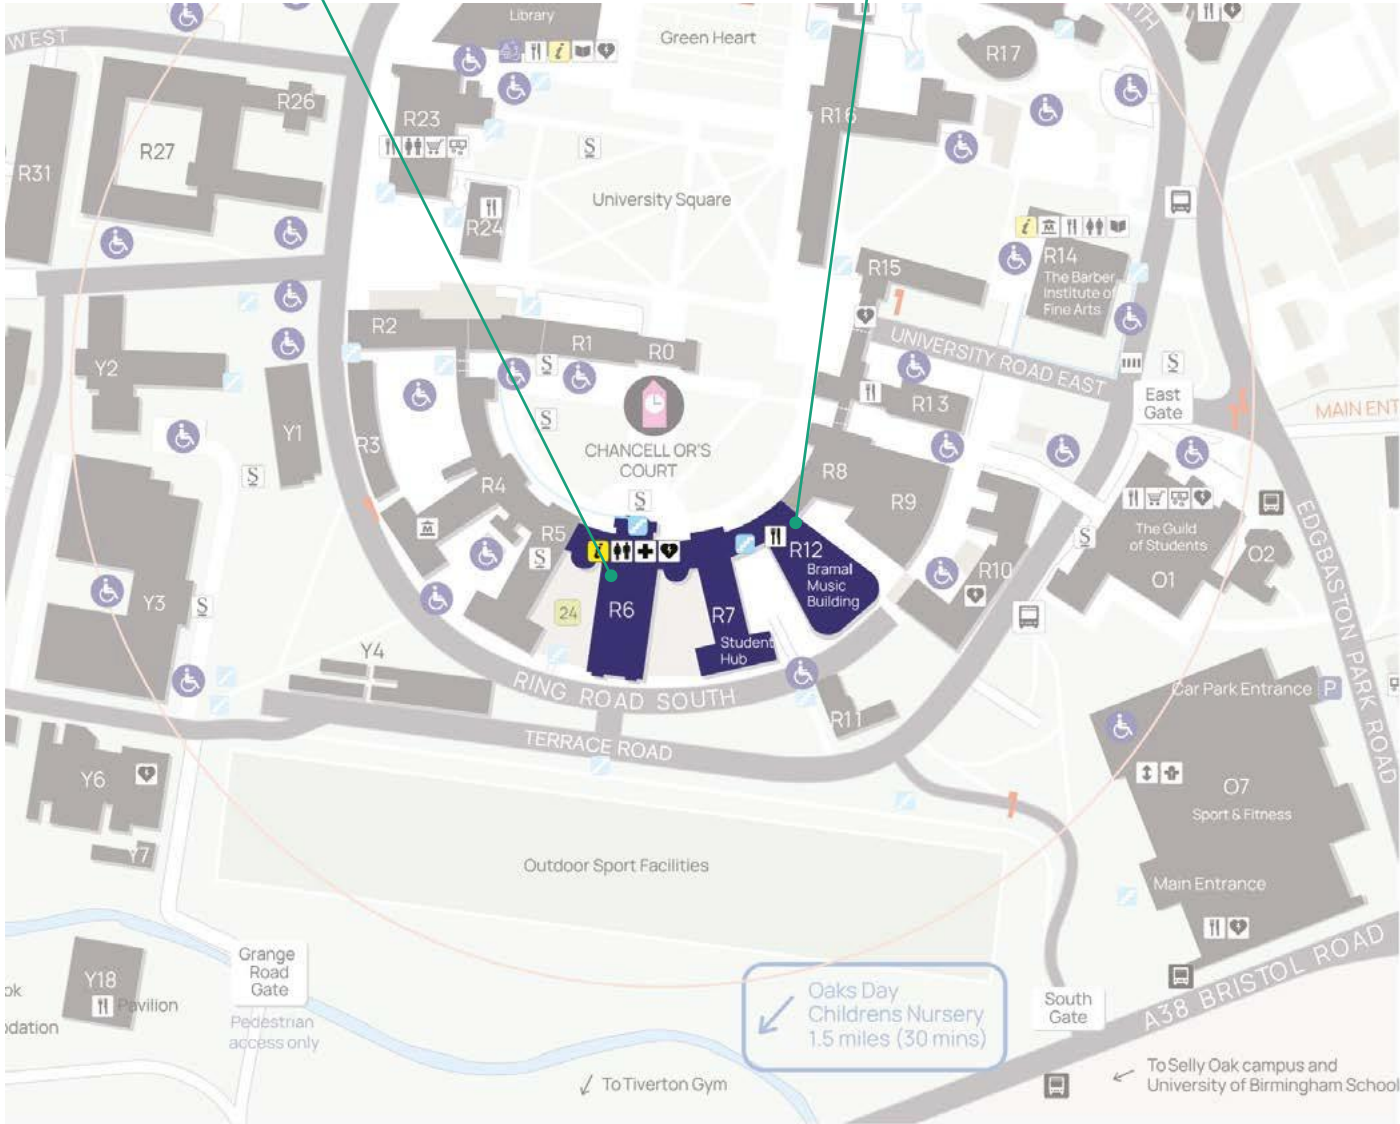 Library
Green Heart
R17
WEST
R26
R23
R16
R27
R31
University Square
R24
R14
The Barber
Institute of
Fine Arts
R15
R2
R1
R0
UNIVERSITY ROAD EAST
Y2
East
Gate
R13
MAIN ENT
Y1
R3
CHANCELLOR'S
COURT
R8
R4
R9
R5
The Guild
of Students
EDGBASTON PARK ROAD
R12
Bramal
Music
Building
O2
R10
O1
Y3
24
R6
R7
Student
Hub
Y4
RING ROAD SOUTH
Car Park Entrance
P
R11
TERRACE ROAD
Y6
O7
Sport & Fitness
Y7
Outdoor Sport Facilities
Main Entrance
A38 BRISTOL ROAD
Grange
Road
Gate
Pedestrian
access only
Y18
Pavilion
ok
odation
Oaks Day
Childrens Nursery
1.5 miles (30 mins)
South
Gate
To Tiverton Gym
To Selly Oak campus and
University of Birmingham School